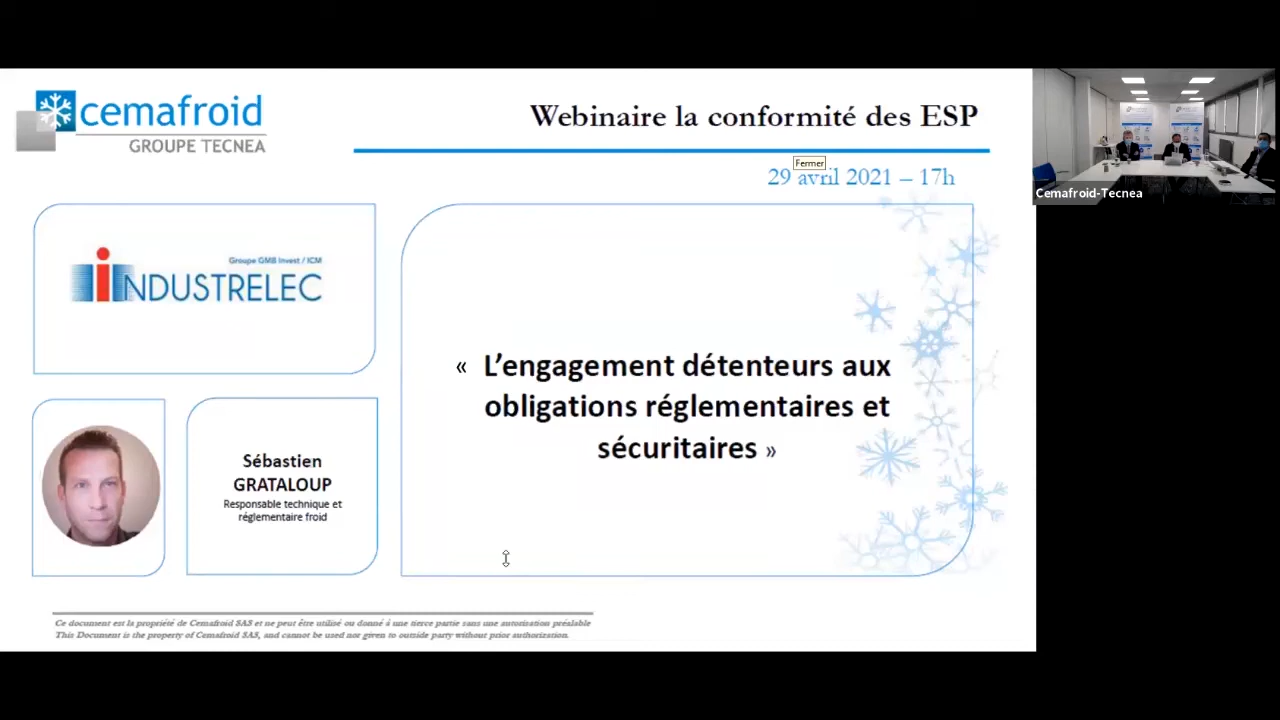 cemafroid
GROUPE TECNEA
Webinaire la conformité des ESP
Fermer
29 avril 2021 – 17h
Cemafroid-Tecnea
Groupe GMB Invest / ICM
iNDUSTRELEC
« L’engagement détenteurs aux
obligations réglementaires et
sécuritaires »
Sébastien
GRATALOUP
Responsable technique et
réglementaire froid
Ce document est la propriété de Cemafroid SAS et ne peut être utilisé ou donné à une tierce partie sans une autorisation préalable
This Document is the property of Cemafroid SAS, and cannot be used nor given to outside party without prior authorization.